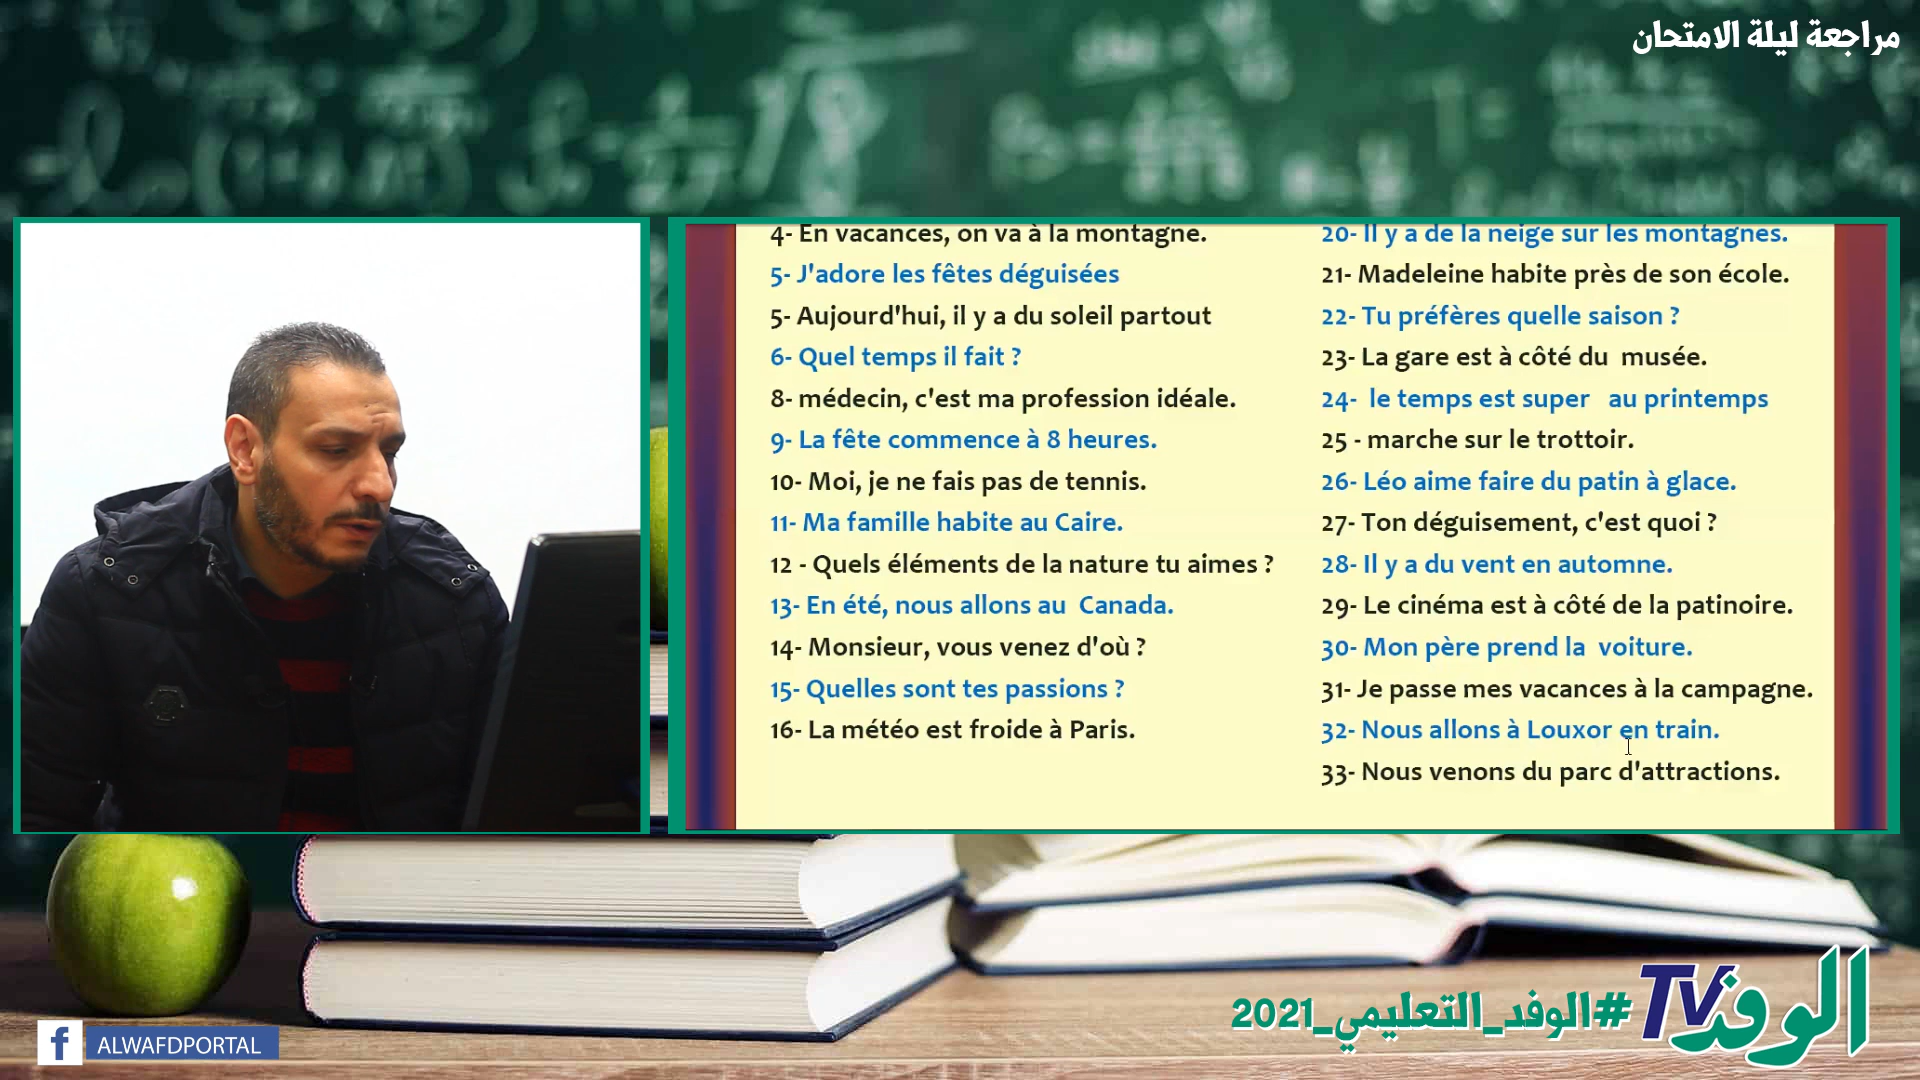 مراجعة ليلة الامتحان
4- En vacances, on va à la montagne.
5- J'adore les fêtes déguisées
5- Aujourd'hui, il y a du soleil partout
6- Quel temps il fait ?
8- médecin, c'est ma profession idéale.
9- La fête commence à 8 heures.
10- Moi, je ne fais pas de tennis.
11- Ma famille habite au Caire.
12 - Quels éléments de la nature tu aimes ?
13- En été, nous allons au Canada.
14- Monsieur, vous venez d'où ?
15- Quelles sont tes passions ?
16- La météo est froide à Paris.
20- Il y a de la neige sur les montagnes.
21- Madeleine habite près de son école.
22- Tu préfères quelle saison ?
23- La gare est à côté du musée.
24- le temps est super au printemps
25 - marche sur le trottoir.
26- Léo aime faire du patin à glace.
27- Ton déguisement, c'est quoi ?
28- Il y a du vent en automne.
29- Le cinéma est à côté de la patinoire.
30- Mon père prend la voiture.
31- Je passe mes vacances à la campagne.
32- Nous allons à Louxor en train.
33- Nous venons du parc d'attractions.
#الوفد_التعليمي_2021
الوفد TV
f ALWAFDPORTAL